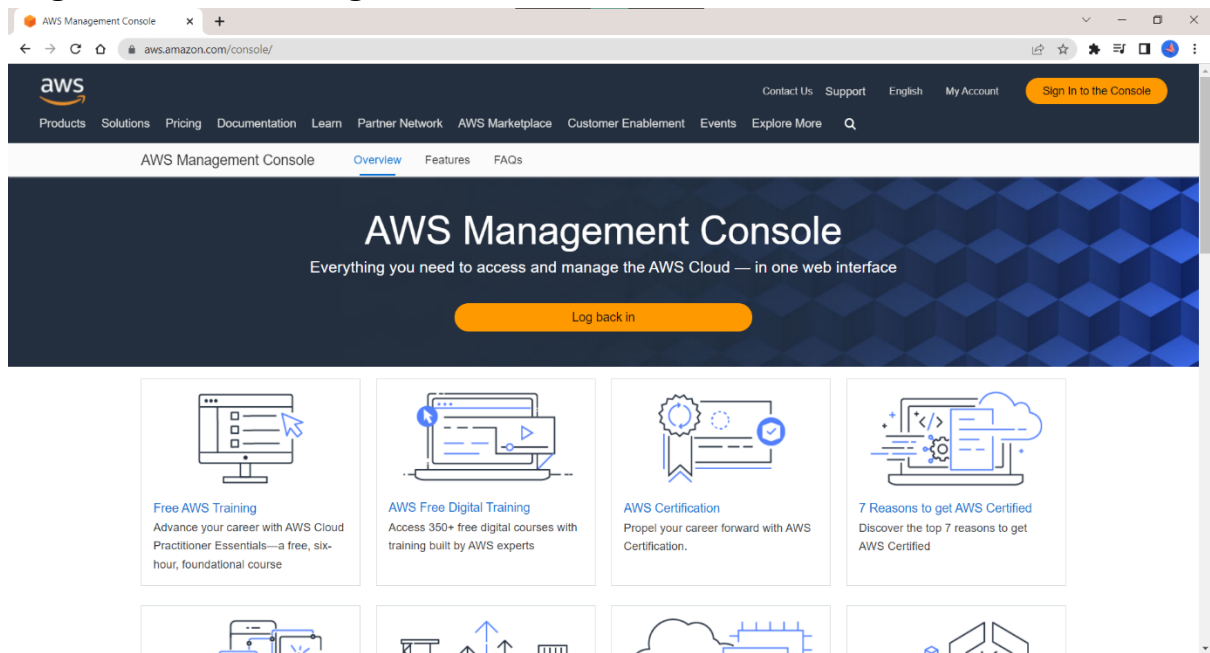 AWS Management Console
aws.amazon.com/console/
aws
Contact Us Support English My Account Sign In to the Console
Products Solutions Pricing Documentation Learn Partner Network AWS Marketplace Customer Enablement Events Explore More
AWS Management Console Overview Features FAQs
AWS Management Console
Everything you need to access and manage the AWS Cloud — in one web interface
Log back in
Free AWS Training
Advance your career with AWS Cloud
Practitioner Essentials—a free, six-
hour, foundational course
AWS Free Digital Training
Access 350+ free digital courses with
training built by AWS experts
AWS Certification
Propel your career forward with AWS
Certification.
7 Reasons to get AWS Certified
Discover the top 7 reasons to get
AWS Certified